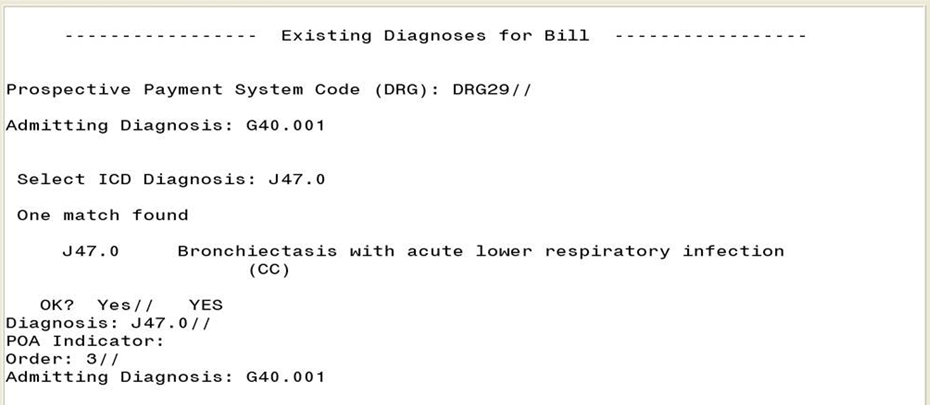 -----------------  Existing Diagnoses for Bill  -----------------
Prospective Payment System Code (DRG): DRG29//
Admitting Diagnosis: G40.001
Select ICD Diagnosis: J47.0
One match found
J47.0     Bronchiectasis with acute lower respiratory infection
(CC)
OK?  Yes//   YES
Diagnosis: J47.0//
POA Indicator:
Order: 3//
Admitting Diagnosis: G40.001